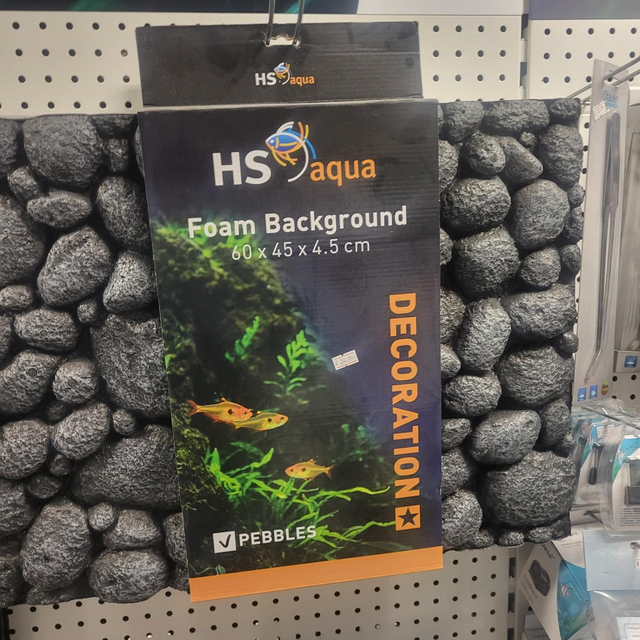 HS aqua
HS aqua
Foam Background
60 x 45 x 4.5 cm
DECORATION
PEBBLES